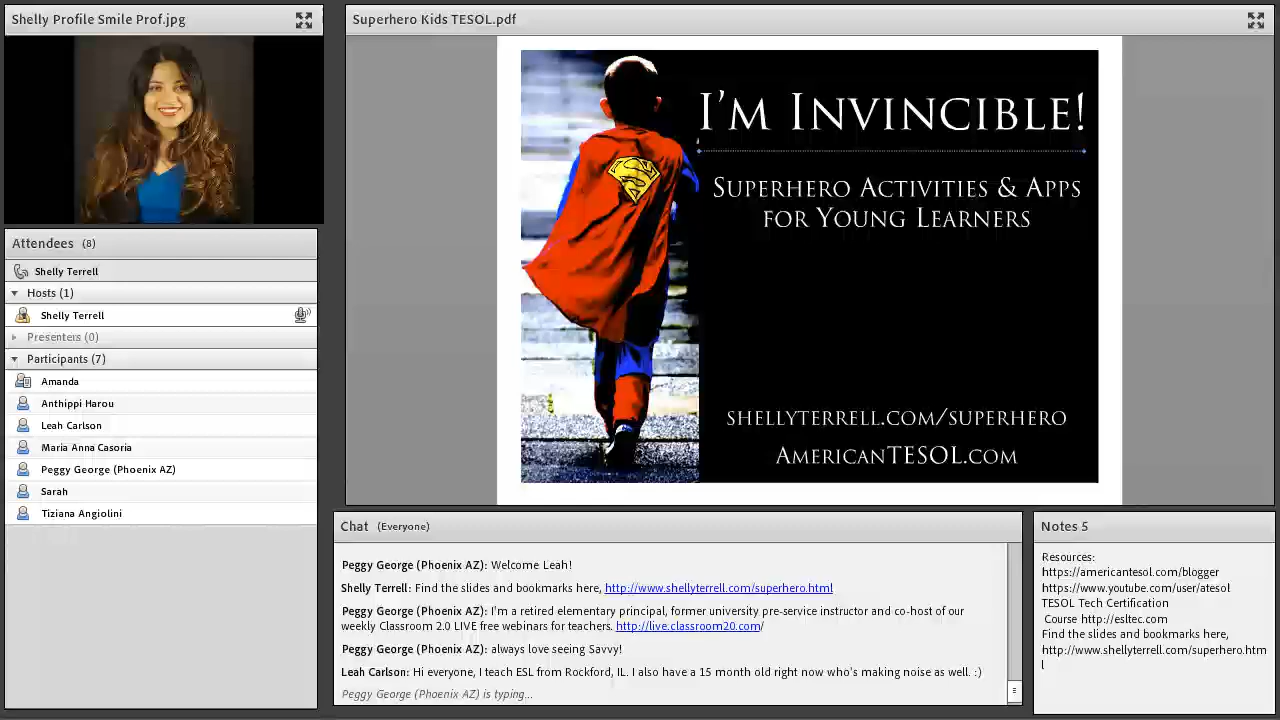 Shelly Profile Smile Prof.jpg
Superhero Kids TESOL.pdf
I'm Invincible!
Superhero Activities & Apps
for Young Learners
shellyterrell.com/superhero
AmericanTESOL.com
Attendees (8)
Shelly Terrell
Hosts (1)
Shelly Terrell
Presenters (0)
Participants (7)
Amanda
Anthippi Harou
Leah Carlson
Maria Anna Casoria
Peggy George (Phoenix AZ)
Sarah
Tiziana Angiolini
Chat (Everyone)
Peggy George (Phoenix AZ): Welcome Leah!
Shelly Terrell: Find the slides and bookmarks here, http://www.shellyterrell.com/superhero.html
Peggy George (Phoenix AZ): I'm a retired elementary principal, former university pre-service instructor and co-host of our
weekly Classroom 2.0 LIVE free webinars for teachers. http://live.classroom20.com/
Peggy George (Phoenix AZ): always love seeing Savvy!
Leah Carlson: Hi everyone, I teach ESL from Rockford, IL. I also have a 15 month old right now who's making noise as well. :)
Peggy George (Phoenix AZ) is typing...
Notes 5
Resources:
https://americantesol.com/blogger
https://www.youtube.com/user/atesol
TESOL Tech Certification
Course http://esltec.com
Find the slides and bookmarks here,
http://www.shellyterrell.com/superhero.htm
l